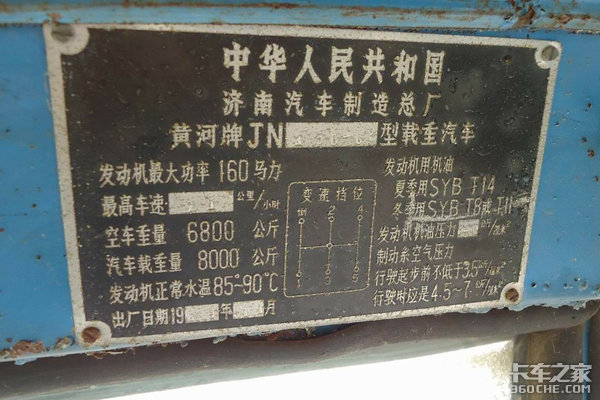 中华人民共和国
济南汽车制造总厂
黄河牌JN 型载重汽车
发动机最大功率 160 马力
最高车速 公里/小时
空车重量 6800 公斤
汽车载重量 8000 公斤
发动机正常水温85°-90°C
出厂日期19 年 月
变速挡位
倒 2 4
1 3 5
发动机用机油
夏季用SYB T14
冬季用SYB T8或T11
发动机机油压力
制动系空气压力
行驶起步前不低于3.5
行驶时应是4.5~7
卡车之家
360che.com